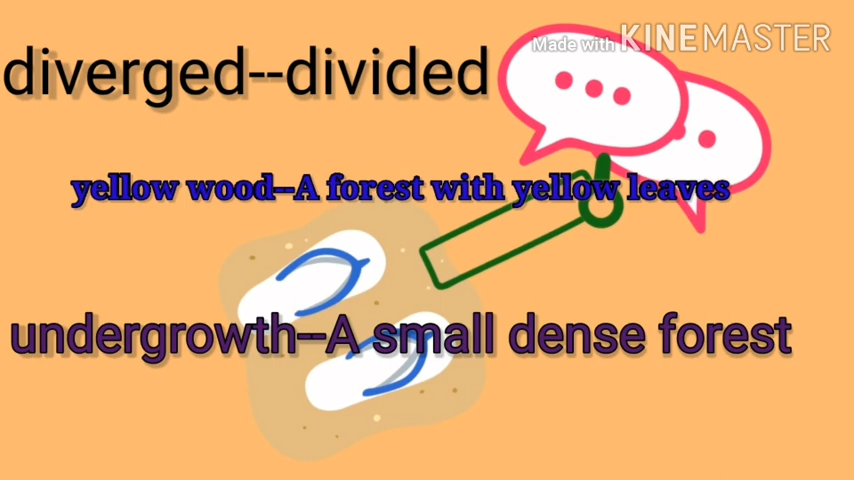 Made with KINEMASTER
diverged--divided
yellow wood--A forest with yellow leaves
undergrowth--A small dense forest